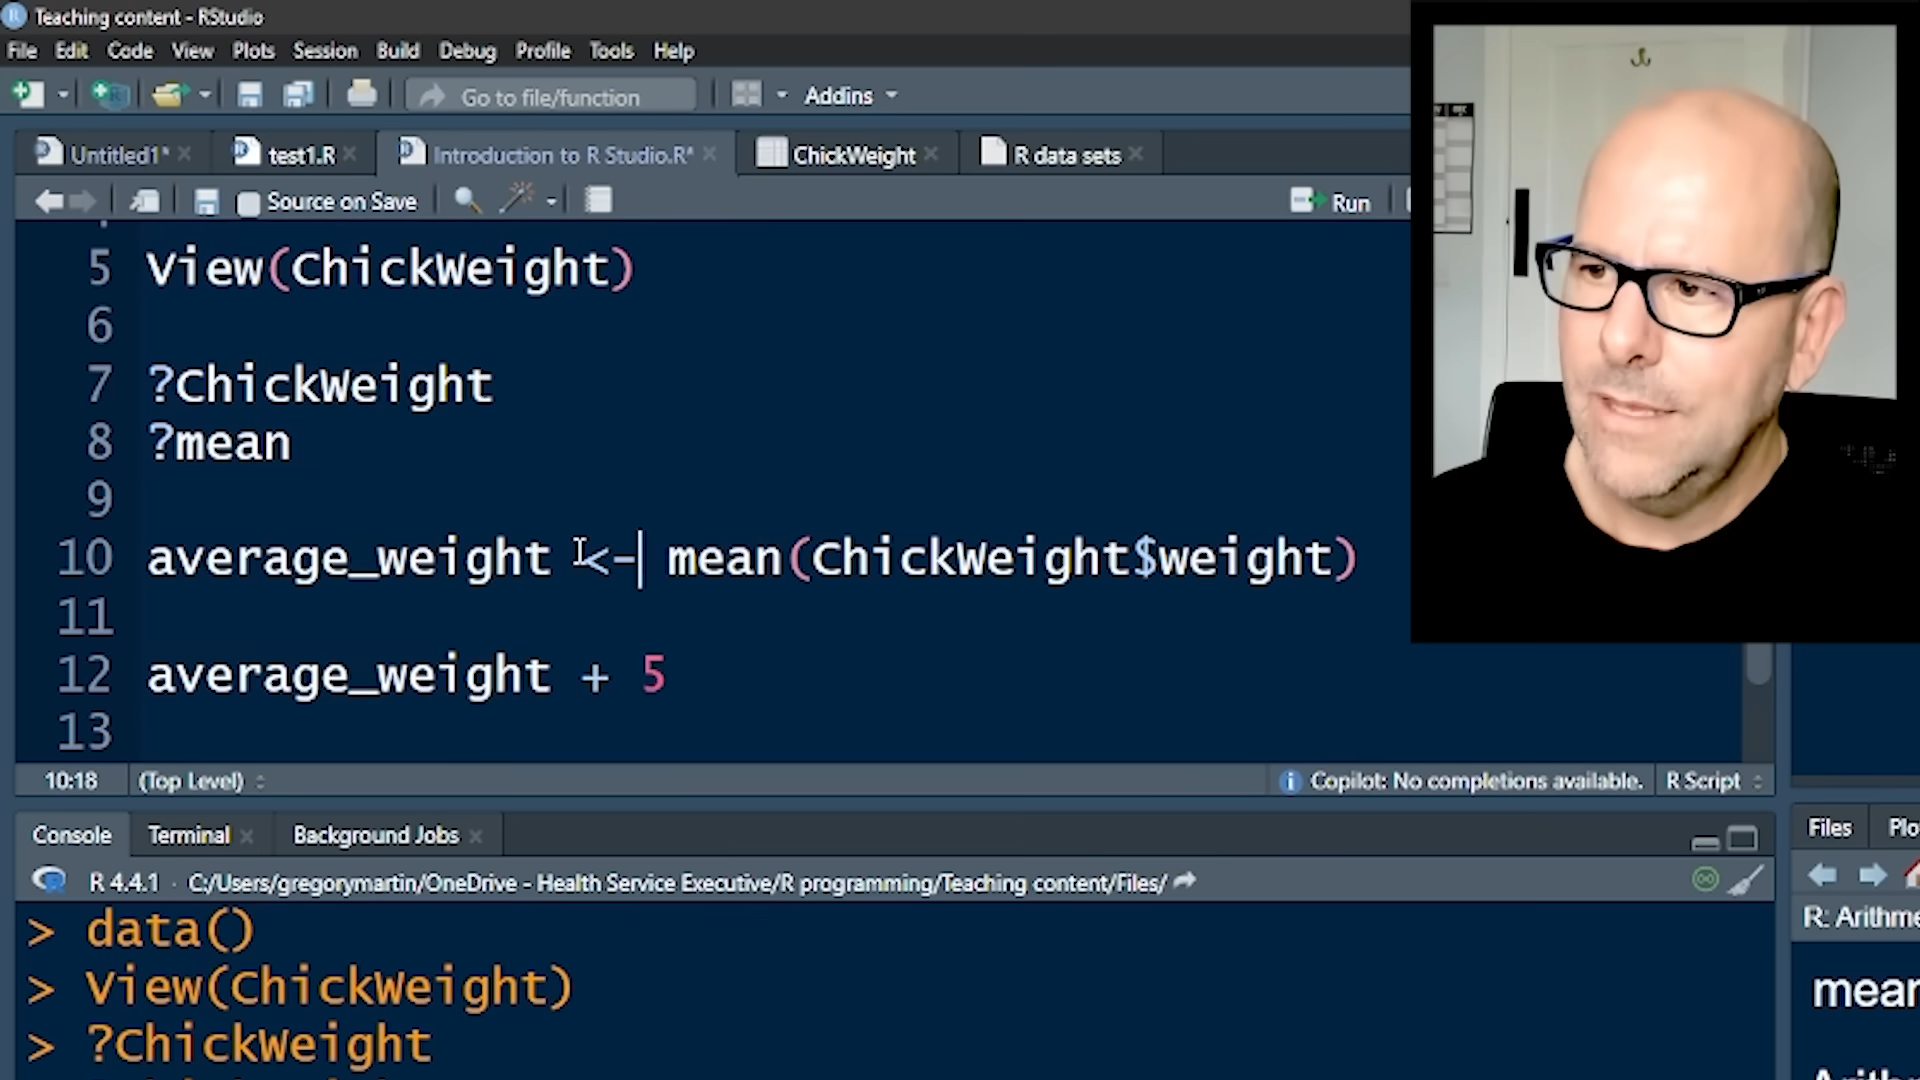 Teaching content - RStudio
File Edit Code View Plots Session Build Debug Profile Tools Help
Go to file/function Addins
Untitled1* test1.R Introduction to R Studio.R* ChickWeight R data sets
Source on Save Run
5 View(ChickWeight)
6
7 ?ChickWeight
8 ?mean
9
10 average_weight <- mean(ChickWeight$weight)
11
12 average_weight + 5
13
10:18 (Top Level) Copilot: No completions available. R Script
Console Terminal Background Jobs
R 4.4.1 · C:/Users/gregorymartin/OneDrive - Health Service Executive/R programming/Teaching content/Files/
> data()
> View(ChickWeight)
> ?ChickWeight
Files Plo
R: Arithme
mean